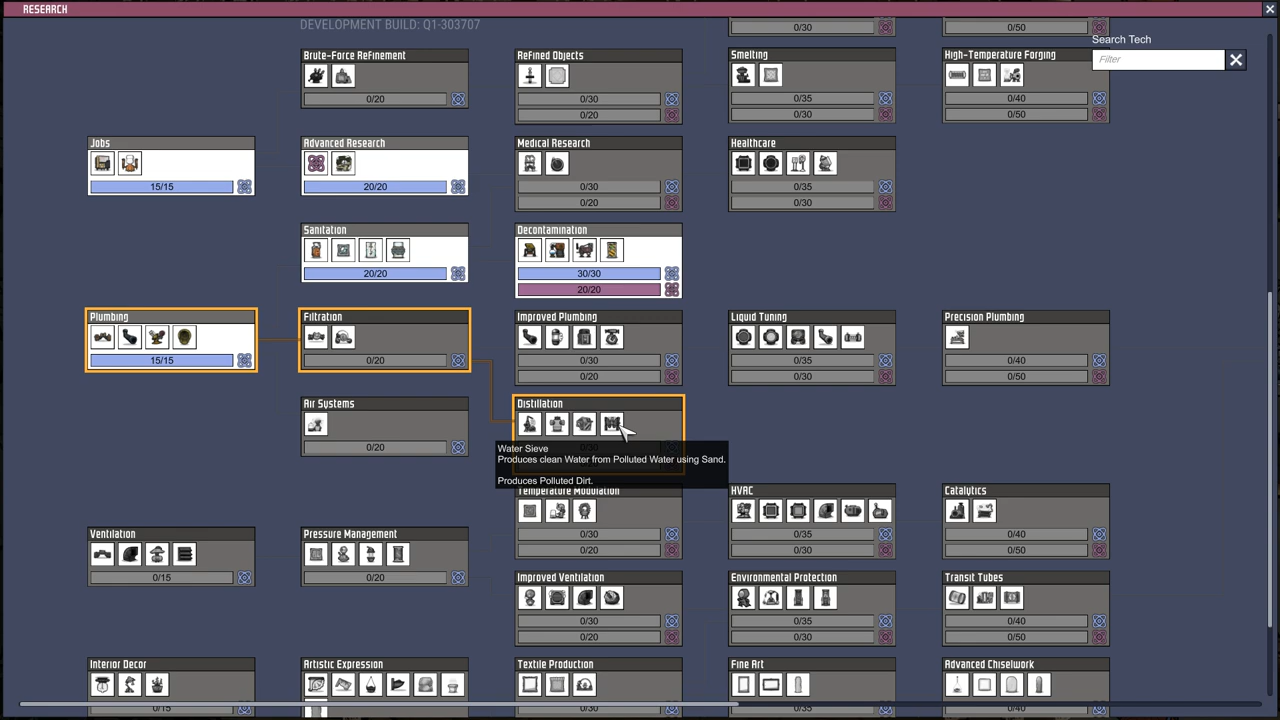 RESEARCH
DEVELOPMENT BUILD: Q1-303707
0/30
0/50
Search Tech
Filter
Brute-Force Refinement
0/20
Refined Objects
0/30
0/20
Smelting
0/35
0/30
High-Temperature Forging
0/40
0/50
Jobs
15/15
Advanced Research
20/20
Medical Research
0/30
0/20
Healthcare
0/35
0/30
Sanitation
20/20
Decontamination
30/30
20/20
Plumbing
15/15
Filtration
0/20
Improved Plumbing
0/30
0/20
Liquid Tuning
0/35
0/30
Precision Plumbing
0/40
0/50
Air Systems
0/20
Distillation
Water Sieve
Produces clean Water from Polluted Water using Sand.
Produces Polluted Dirt.
Temperature Modulation
0/30
0/20
HVAC
0/35
0/30
Catalytics
0/40
0/50
Ventilation
0/15
Pressure Management
0/20
Improved Ventilation
0/30
0/20
Environmental Protection
0/35
0/30
Transit Tubes
0/40
0/50
Interior Decor
0/15
Artistic Expression
Textile Production
0/30
Fine Art
0/35
Advanced Chiselwork
0/40